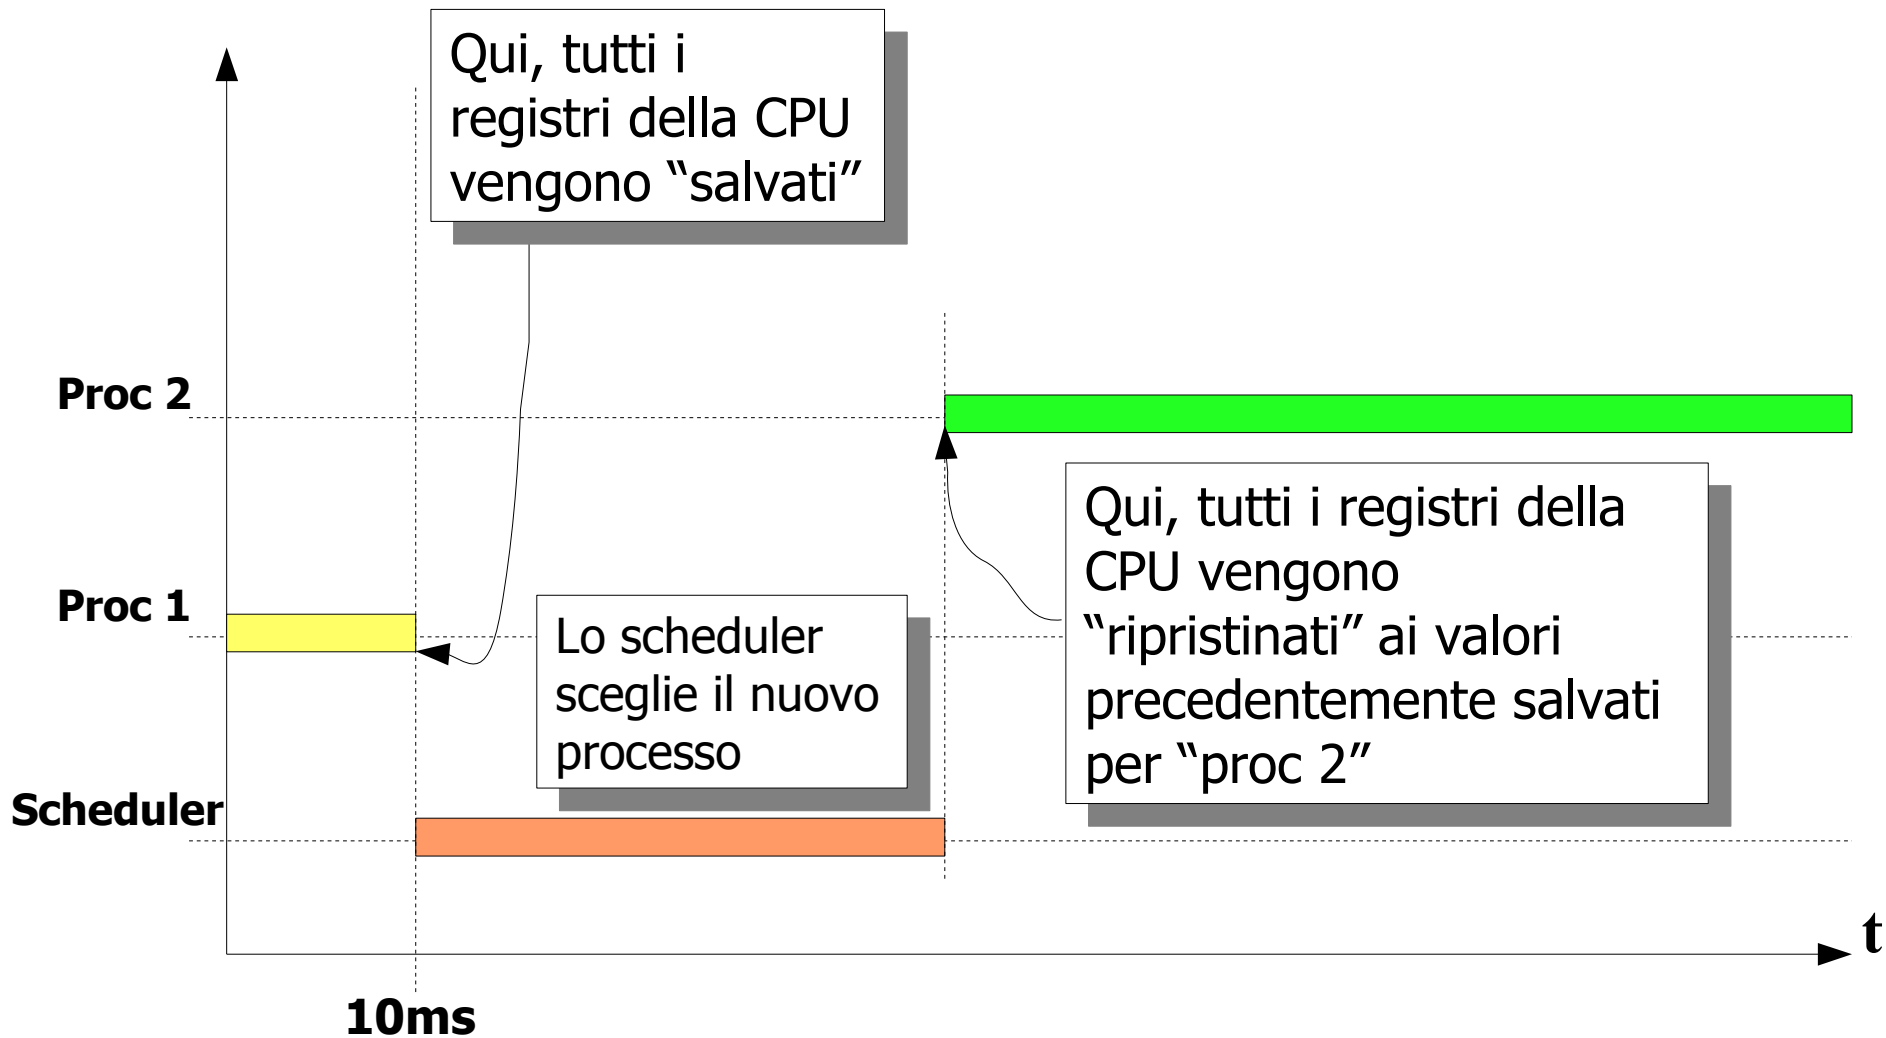 Qui, tutti i
registri della CPU
vengono “salvati”
Proc 2
Qui, tutti i registri della
CPU vengono
“ripristinati” ai valori
precedentemente salvati
per “proc 2”
Proc 1
Lo scheduler
sceglie il nuovo
processo
Scheduler
t
10ms